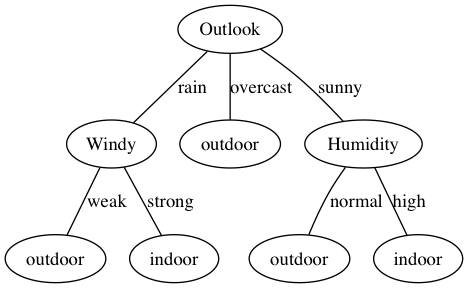 Outlook
rain overcast sunny
Windy outdoor Humidity
weak strong normal high
outdoor indoor outdoor indoor